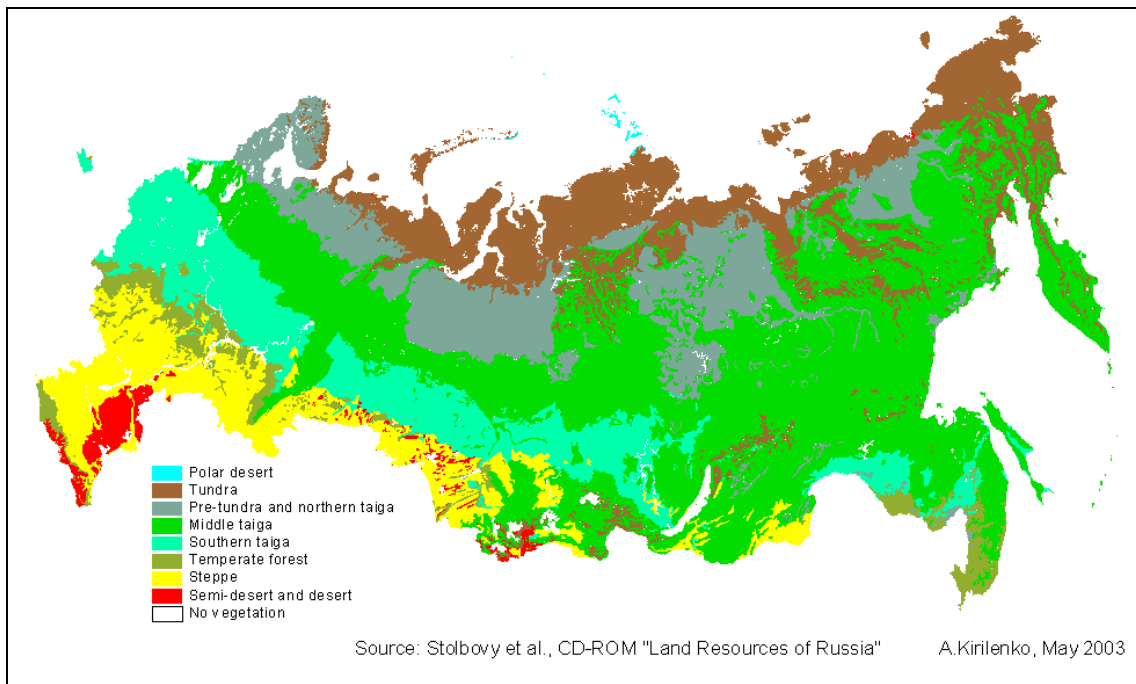 Polar desert
Tundra
Pre-tundra and northern taiga
Middle taiga
Southern taiga
Temperate forest
Steppe
Semi-desert and desert
No vegetation
Source: Stolbovy et al., CD-ROM "Land Resources of Russia" A.Kirilenko, May 2003